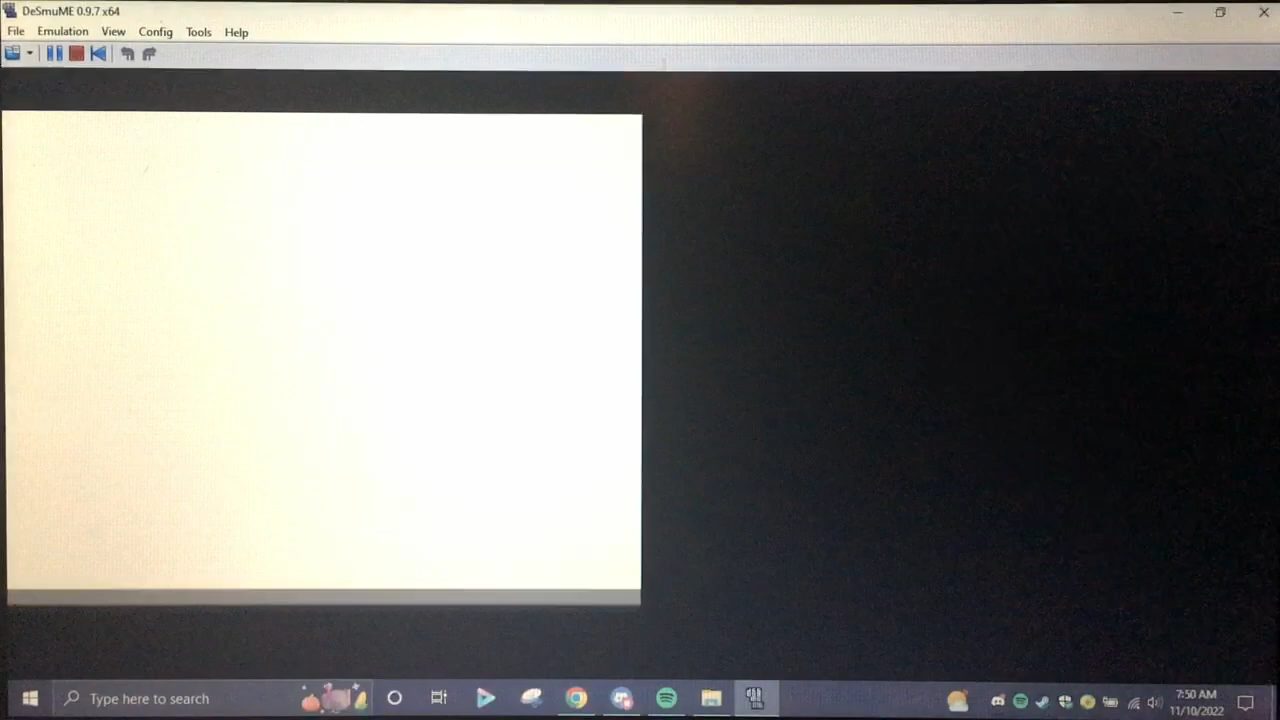 DeSmuME 0.9.7 x64
File Emulation View Config Tools Help
Type here to search
7:50 AM
11/10/2022